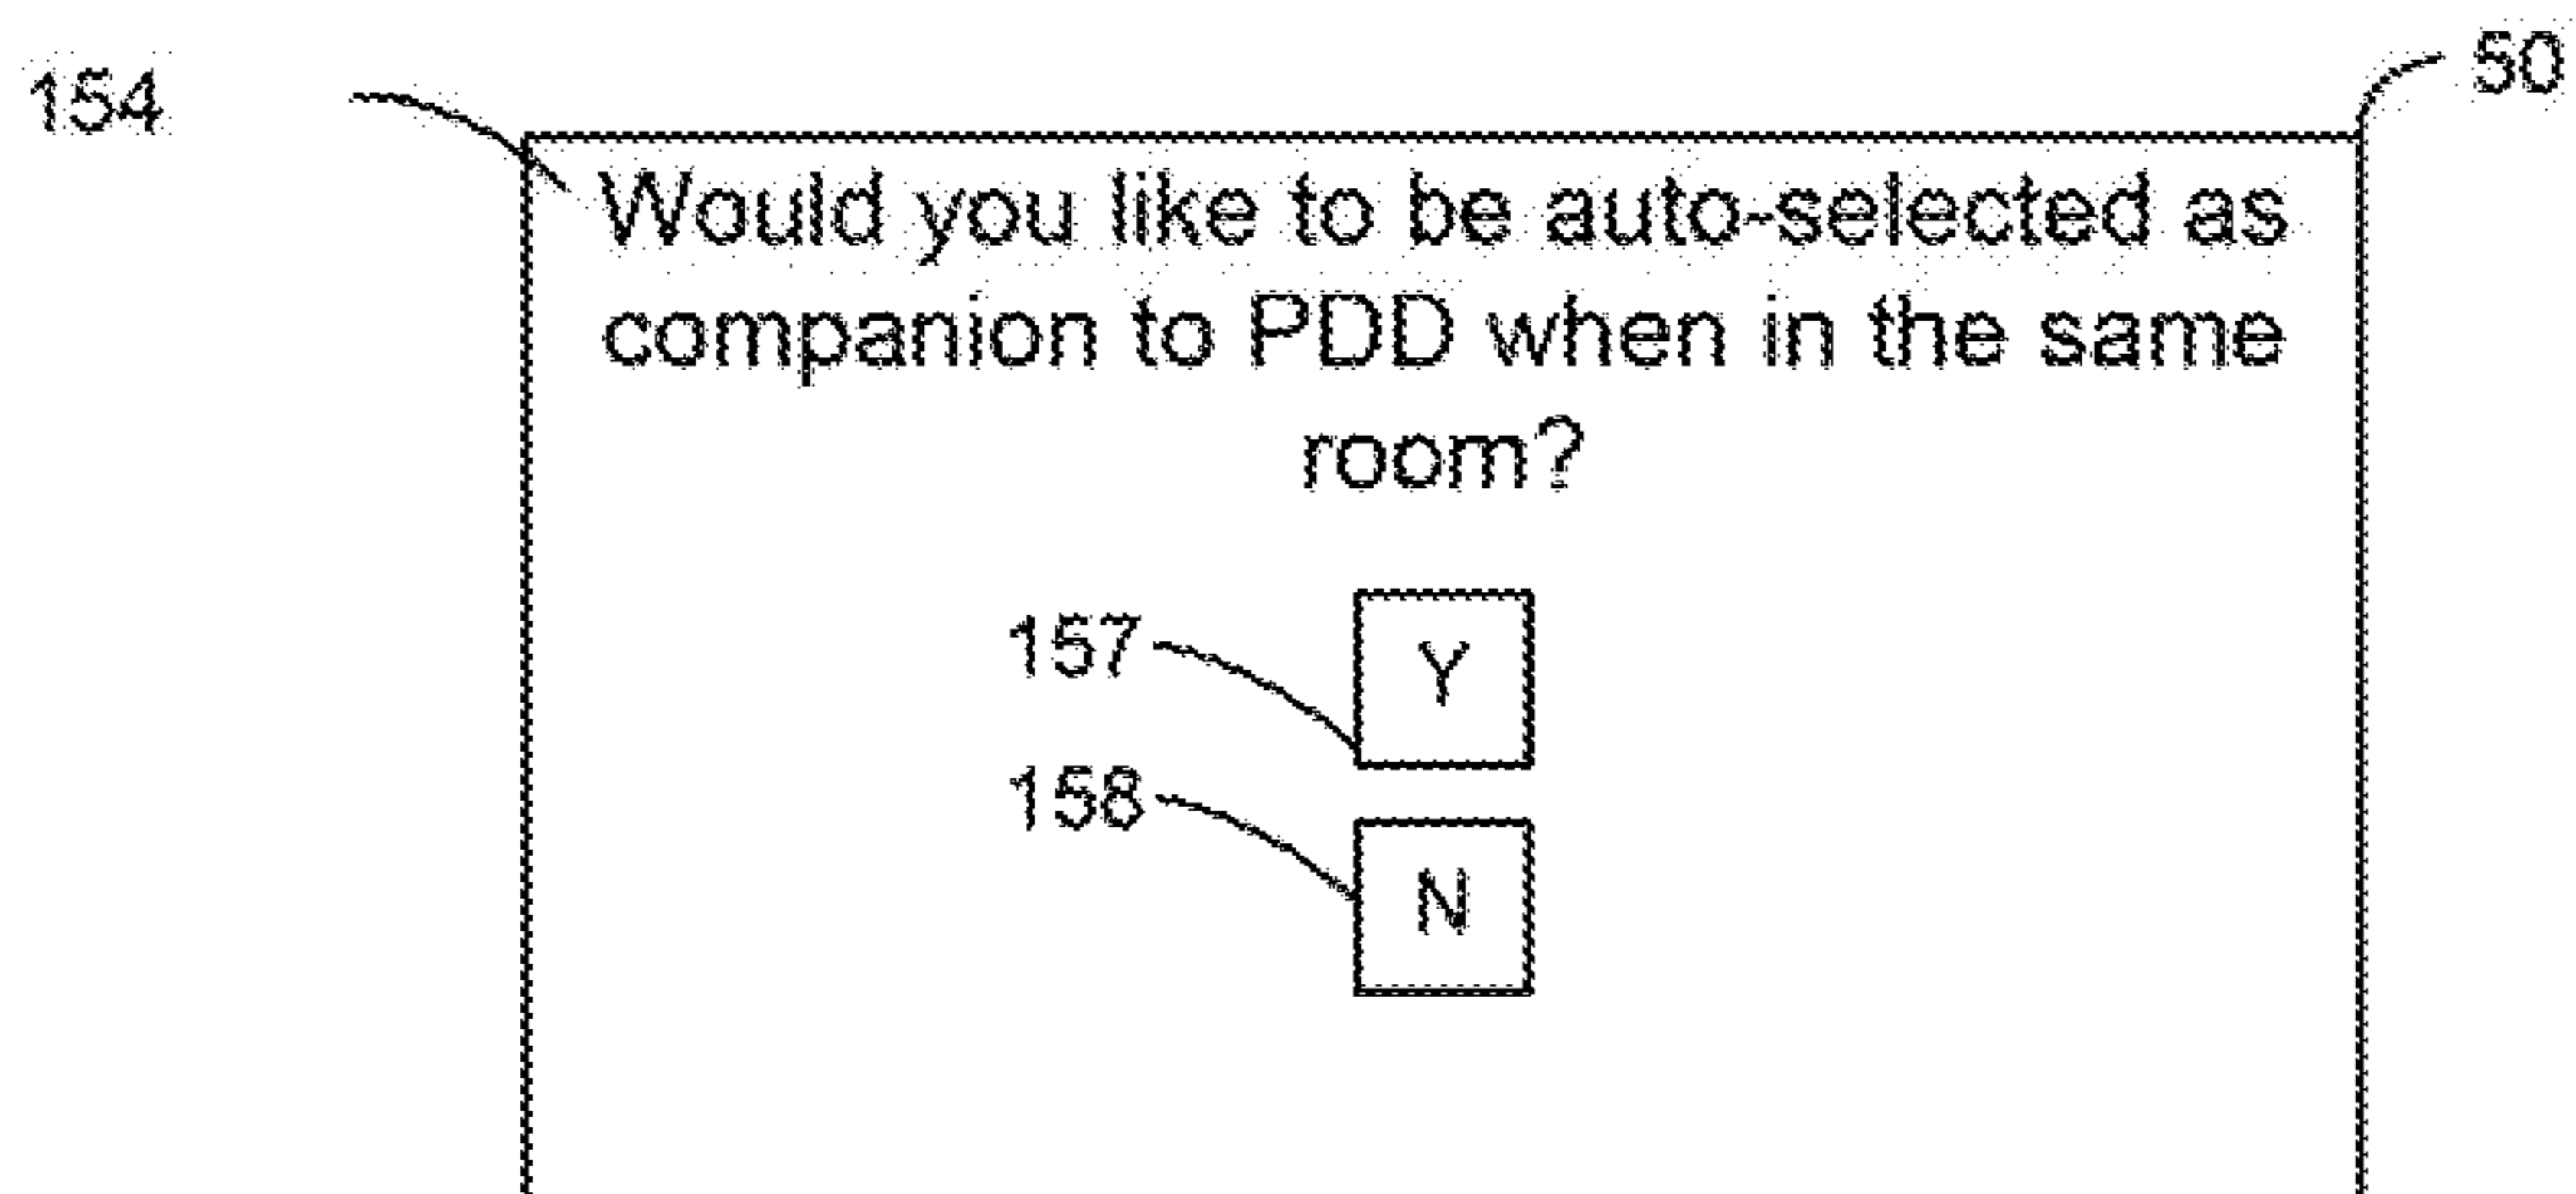 154
50
Would you like to be auto-selected as
companion to PDD when in the same
room?
157
Y
158
N